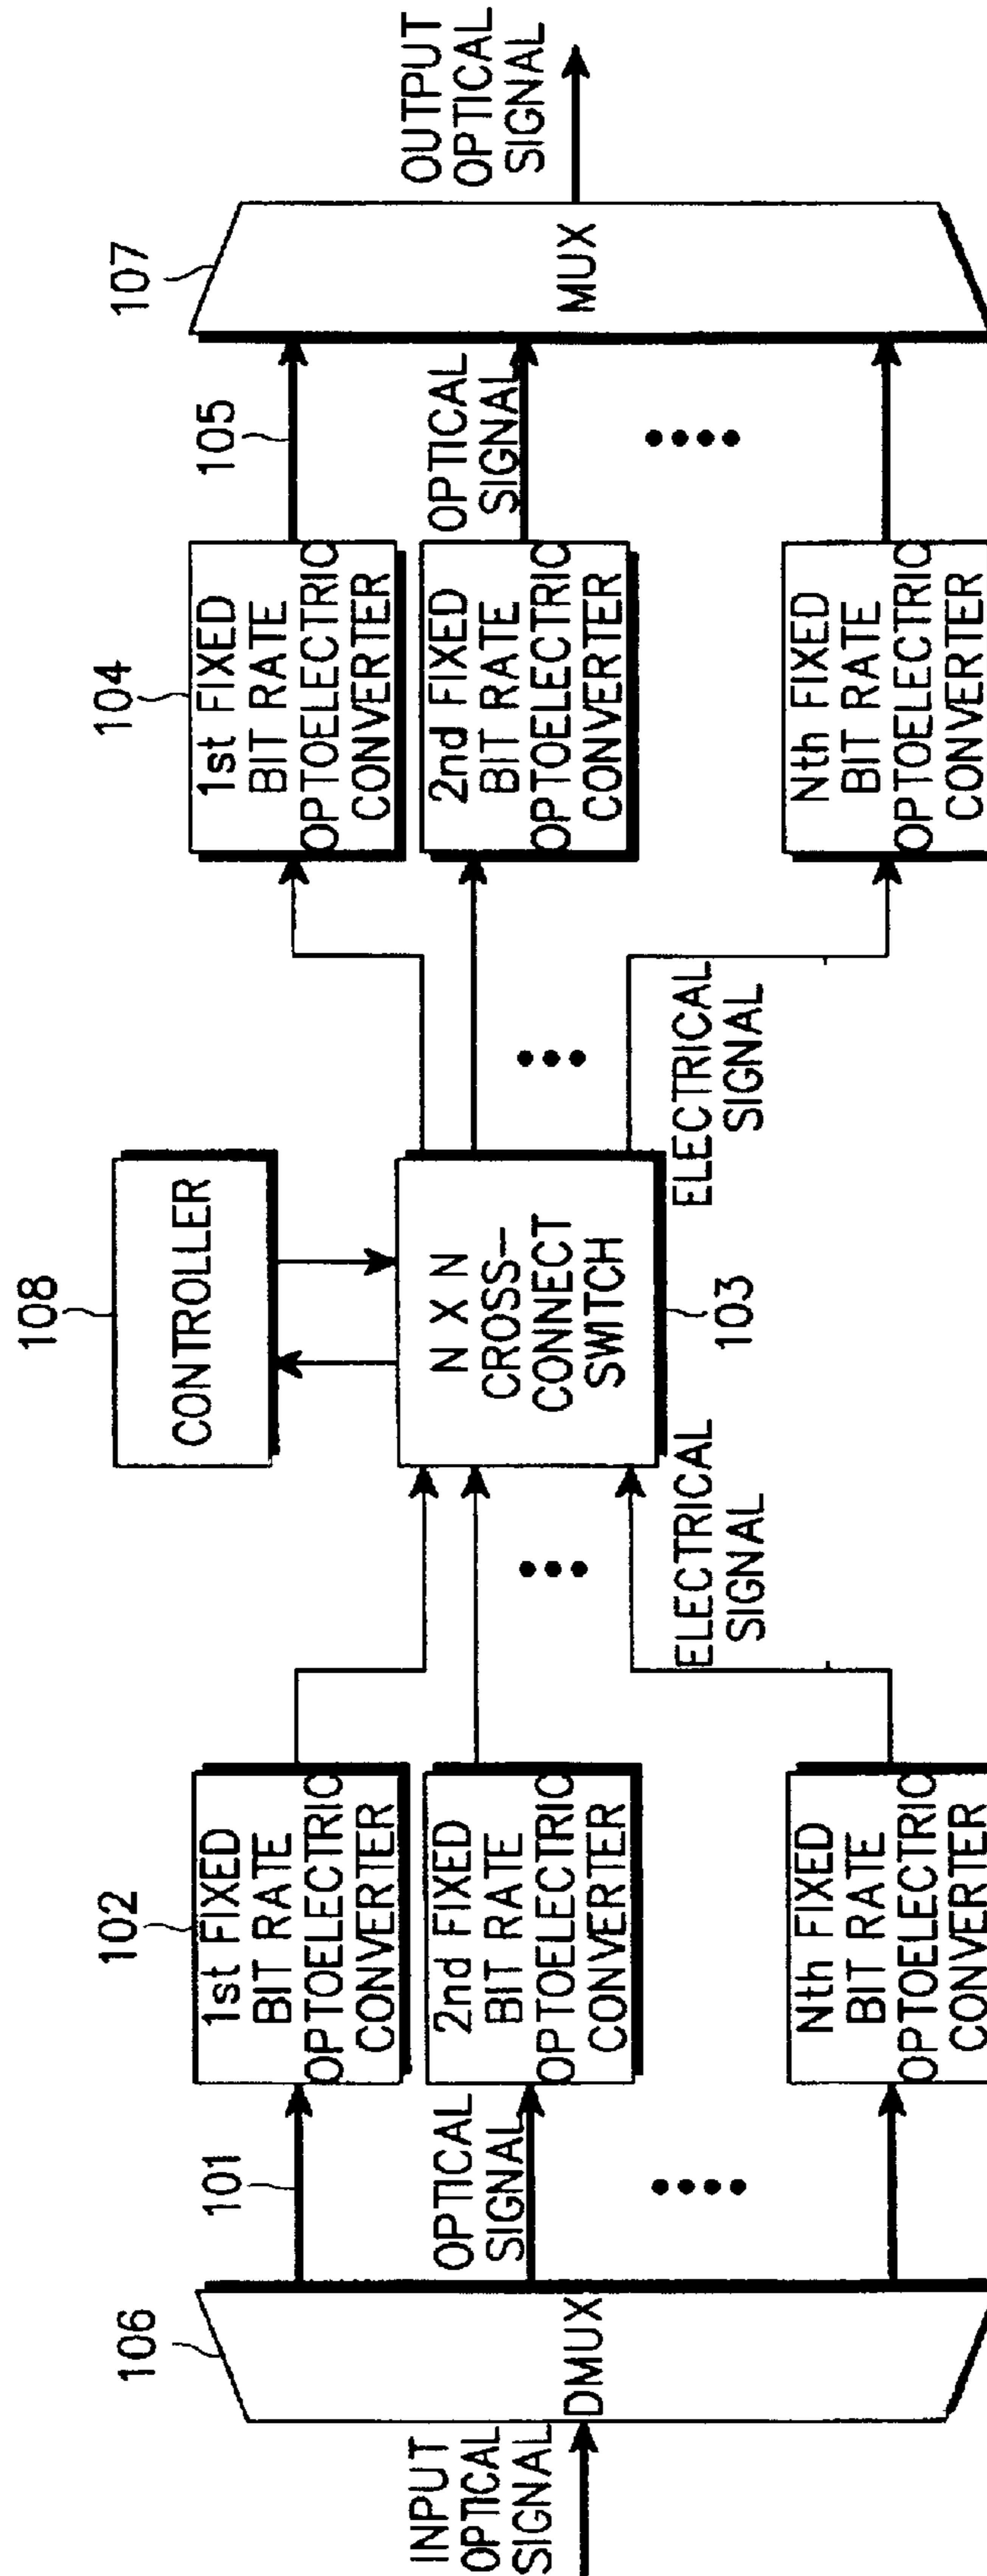 INPUT
OPTICAL
SIGNAL
106
DMUX
101
OPTICAL
SIGNAL
102
1st FIXED
BIT RATE
OPTOELECTRIC
CONVERTER
2nd FIXED
BIT RATE
OPTOELECTRIC
CONVERTER
Nth FIXED
BIT RATE
OPTOELECTRIC
CONVERTER
ELECTRICAL
SIGNAL
108
CONTROLLER
N X N
CROSS-
CONNECT
SWITCH
103
ELECTRICAL
SIGNAL
104
1st FIXED
BIT RATE
OPTOELECTRIC
CONVERTER
2nd FIXED
BIT RATE
OPTOELECTRIC
CONVERTER
Nth FIXED
BIT RATE
OPTOELECTRIC
CONVERTER
105
OPTICAL
SIGNAL
107
MUX
OUTPUT
OPTICAL
SIGNAL